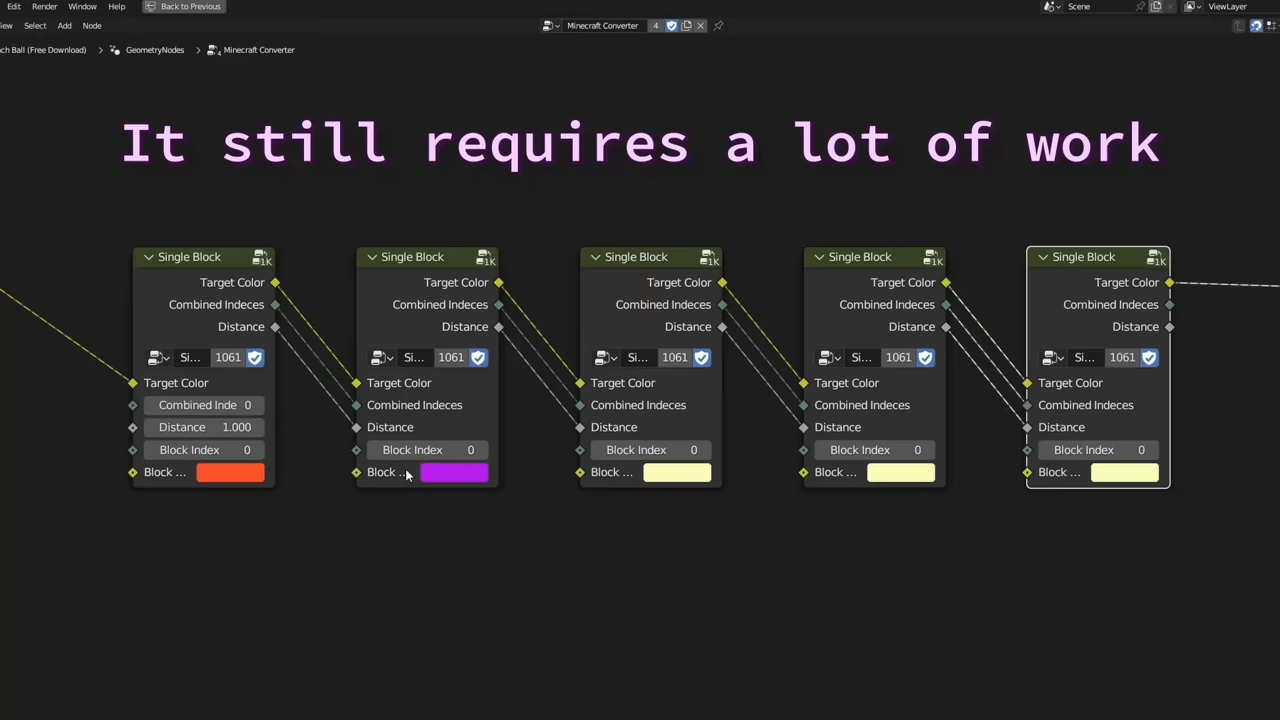 Edit Render Window Help Back to Previous Scene ViewLayer
Select Add Node Minecraft Converter 4
ach Ball (Free Download) GeometryNodes Minecraft Converter
It still requires a lot of work
Single Block Single Block Single Block Single Block Single Block
Target Color Target Color Target Color Target Color Target Color
Combined Indeces Combined Indeces Combined Indeces Combined Indeces Combined Indeces
Distance Distance Distance Distance Distance
Si... 1061 Si... 1061 Si... 1061 Si... 1061 Si... 1061
Target Color Target Color Target Color Target Color Target Color
Combined Inde 0 Combined Indeces Combined Indeces Combined Indeces Combined Indeces
Distance 1.000 Distance Distance Distance Distance
Block Index 0 Block Index 0 Block Index 0 Block Index 0 Block Index 0
Block ... Block ... Block ... Block ... Block ...